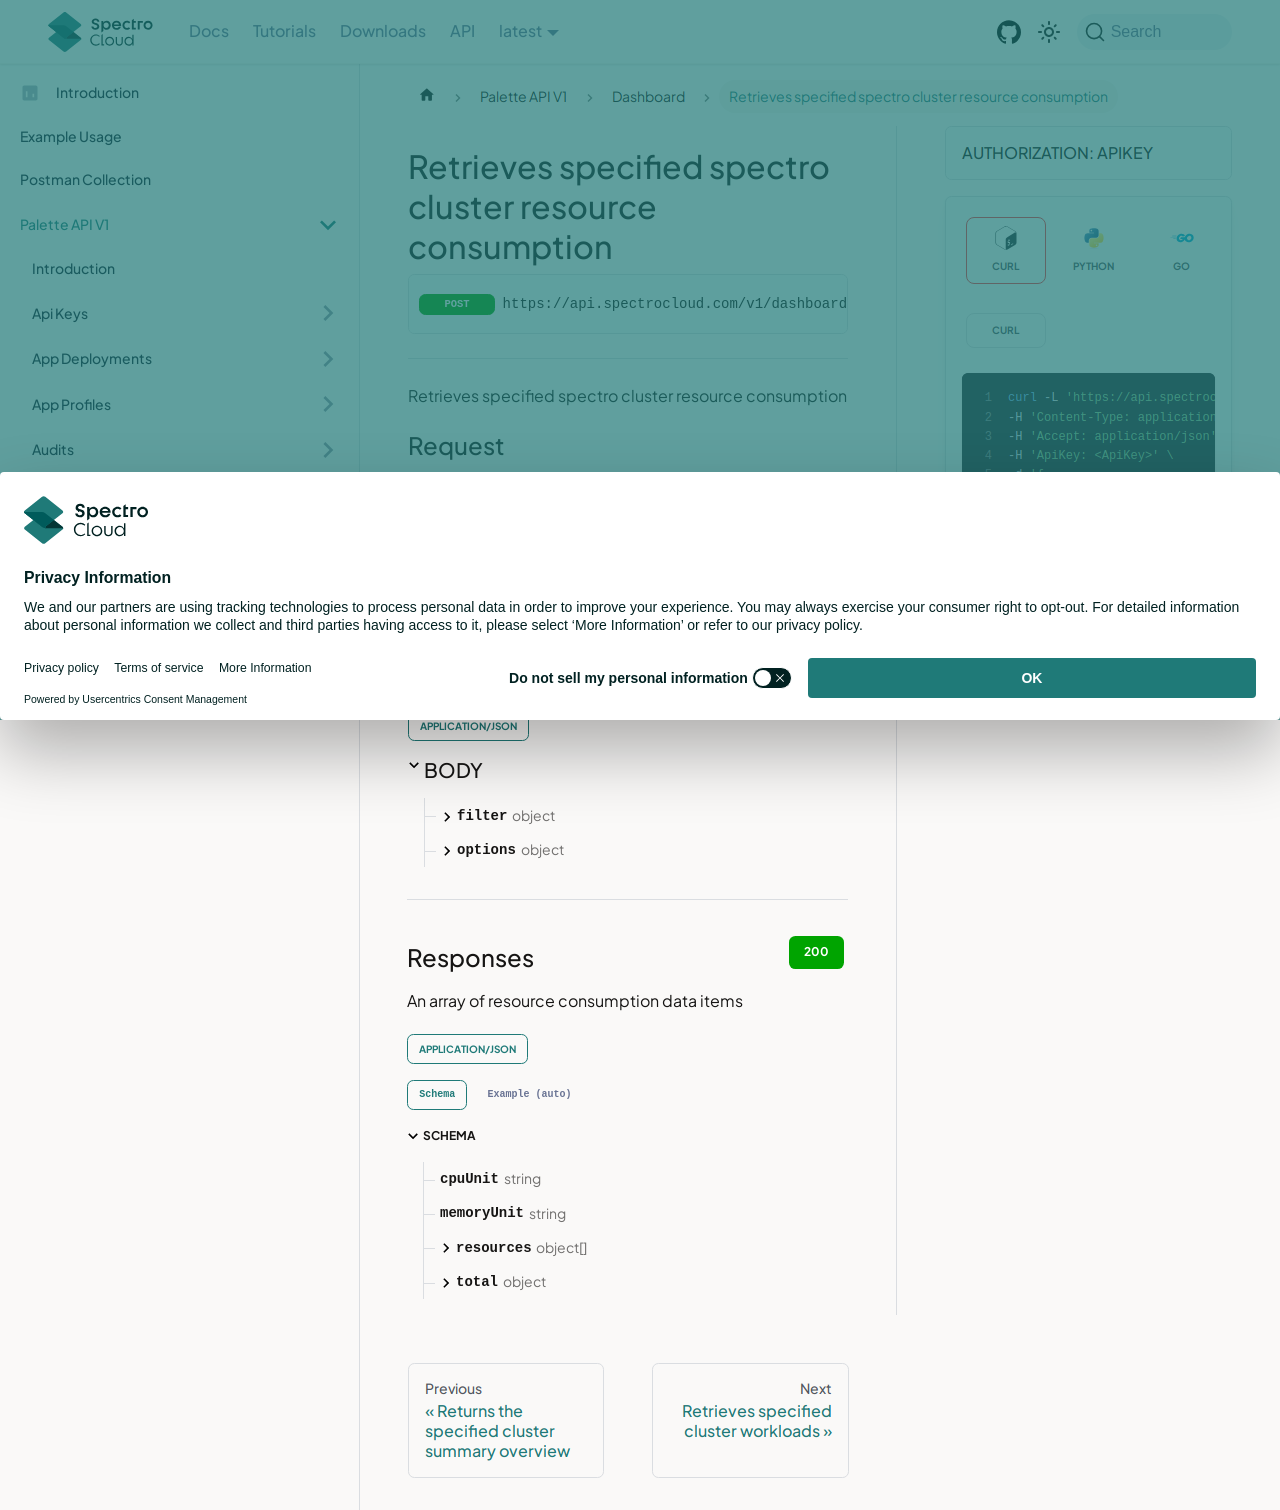 Spectro Cloud
Docs
Tutorials
Downloads
API
latest
Search
Introduction
Example Usage
Postman Collection
Palette API V1
Introduction
Api Keys
App Deployments
App Profiles
Audits
Palette API V1
Dashboard
Retrieves specified spectro cluster resource consumption
Retrieves specified spectro
cluster resource
consumption
POST https://api.spectrocloud.com/v1/dashboard
Retrieves specified spectro cluster resource consumption
Request
AUTHORIZATION: APIKEY
CURL
PYTHON
GO
CURL
1 curl -L 'https://api.spectroc
2 -H 'Content-Type: application
3 -H 'Accept: application/json'
4 -H 'ApiKey: <ApiKey>' \
Spectro
Cloud
Privacy Information
We and our partners are using tracking technologies to process personal data in order to improve your experience. You may always exercise your consumer right to opt-out. For detailed information
about personal information we collect and third parties having access to it, please select ‘More Information’ or refer to our privacy policy.
Privacy policy Terms of service More Information
Powered by Usercentrics Consent Management
Do not sell my personal information
OK
APPLICATION/JSON
BODY
filter object
options object
Responses
200
An array of resource consumption data items
APPLICATION/JSON
Schema
Example (auto)
SCHEMA
cpuUnit string
memoryUnit string
resources object[]
total object
Previous
« Returns the
specified cluster
summary overview
Next
Retrieves specified
cluster workloads »